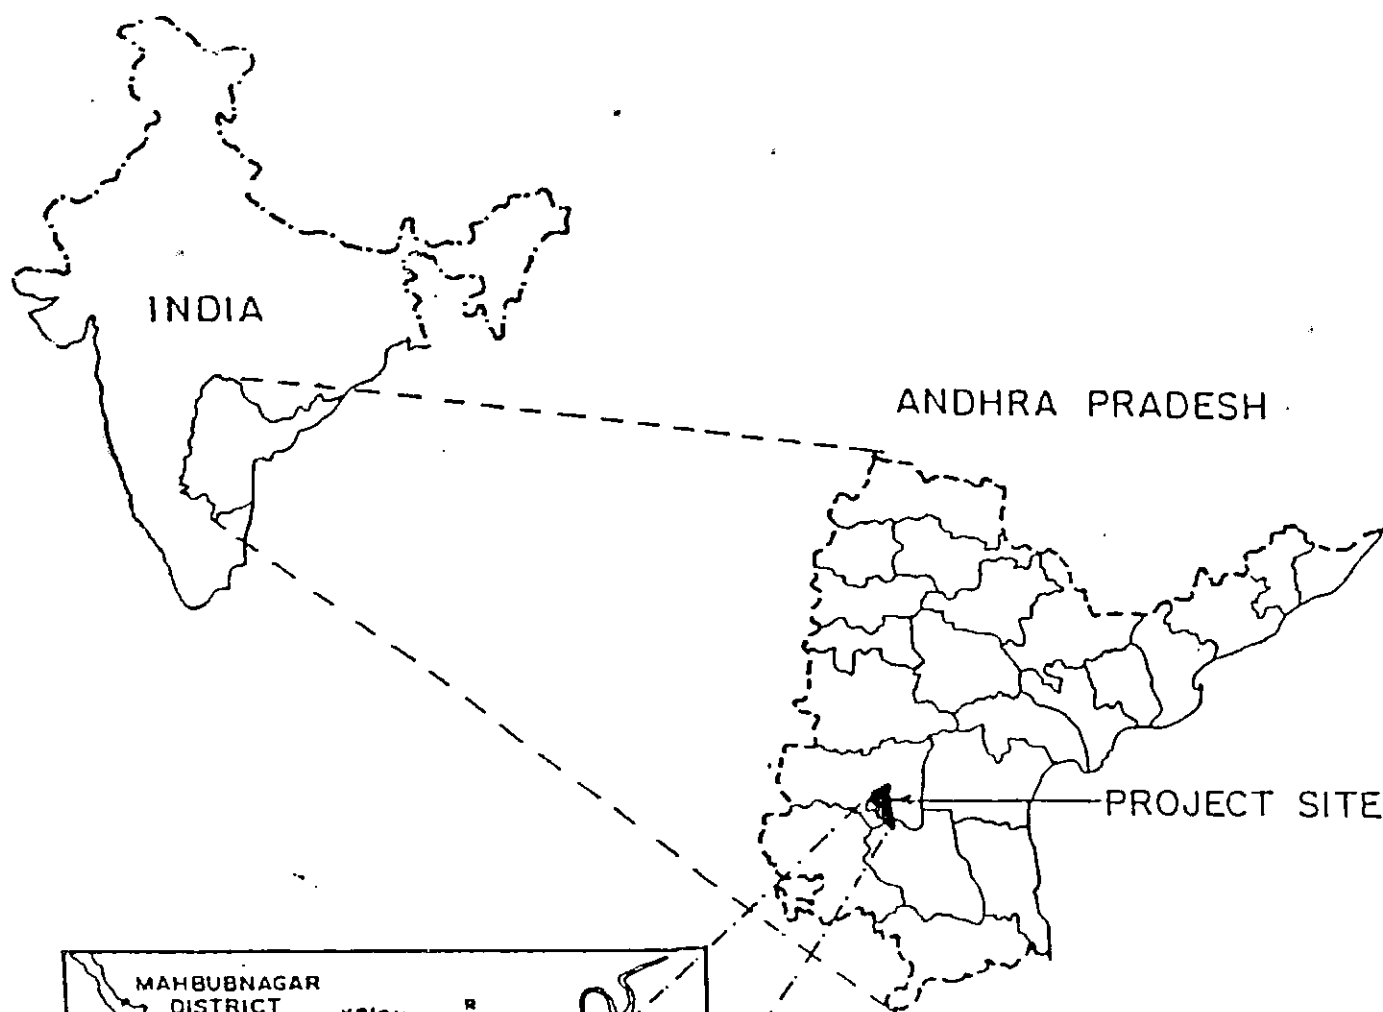 INDIA
ANDHRA PRADESH
PROJECT SITE
MAHBUBNAGAR
DISTRICT
R